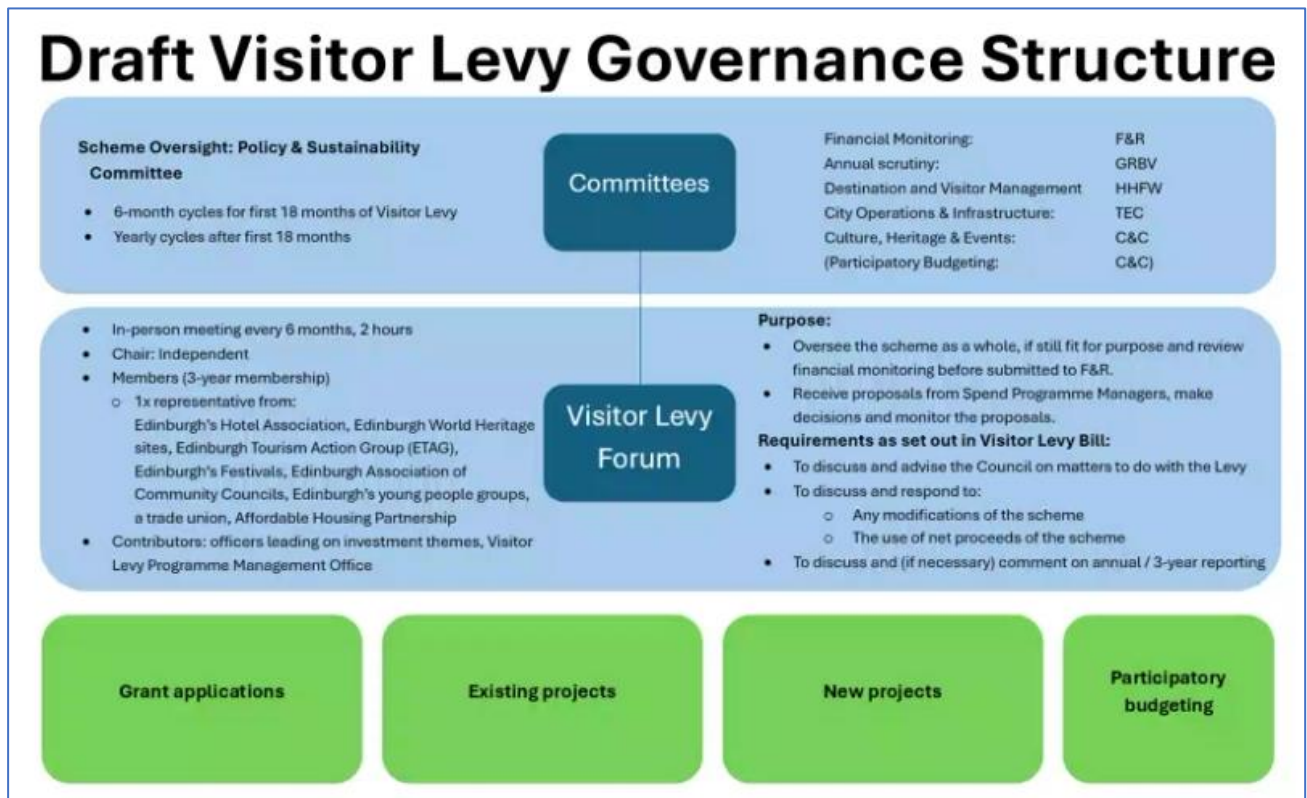 Draft Visitor Levy Governance Structure
Scheme Oversight: Policy & Sustainability
Committee
• 6-month cycles for first 18 months of Visitor Levy
• Yearly cycles after first 18 months
Committees
Financial Monitoring: F&R
Annual scrutiny: GRBV
Destination and Visitor Management HHFW
City Operations & Infrastructure: TEC
Culture, Heritage & Events: C&C
(Participatory Budgeting: C&C)
• In-person meeting every 6 months, 2 hours
• Chair: Independent
• Members (3-year membership)
o 1x representative from:
Edinburgh's Hotel Association, Edinburgh World Heritage
sites, Edinburgh Tourism Action Group (ETAG),
Edinburgh's Festivals, Edinburgh Association of
Community Councils, Edinburgh's young people groups,
a trade union, Affordable Housing Partnership
• Contributors: officers leading on investment themes, Visitor
Levy Programme Management Office
Visitor Levy
Forum
Purpose:
• Oversee the scheme as a whole, if still fit for purpose and review
financial monitoring before submitted to F&R.
• Receive proposals from Spend Programme Managers, make
decisions and monitor the proposals.
Requirements as set out in Visitor Levy Bill:
• To discuss and advise the Council on matters to do with the Levy
• To discuss and respond to:
o Any modifications of the scheme
o The use of net proceeds of the scheme
• To discuss and (if necessary) comment on annual / 3-year reporting
Grant applications
Existing projects
New projects
Participatory
budgeting